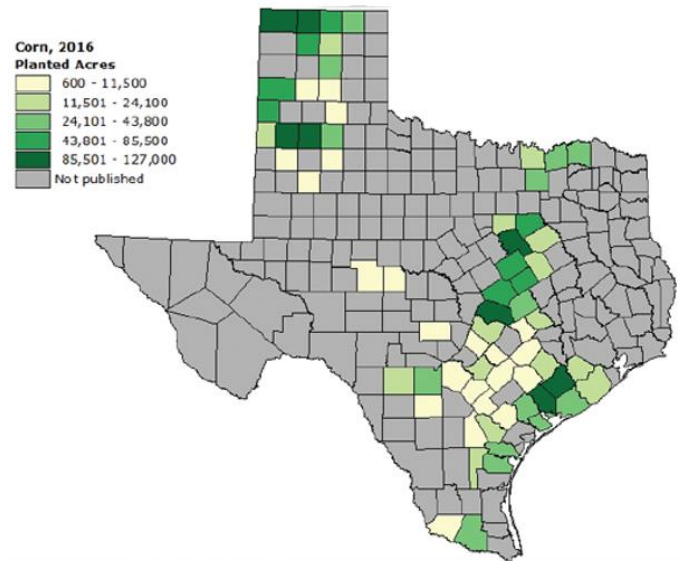 Corn, 2016
Planted Acres
600 - 11,500
11,501 - 24,100
24,101 - 43,800
43,801 - 85,500
85,501 - 127,000
Not published